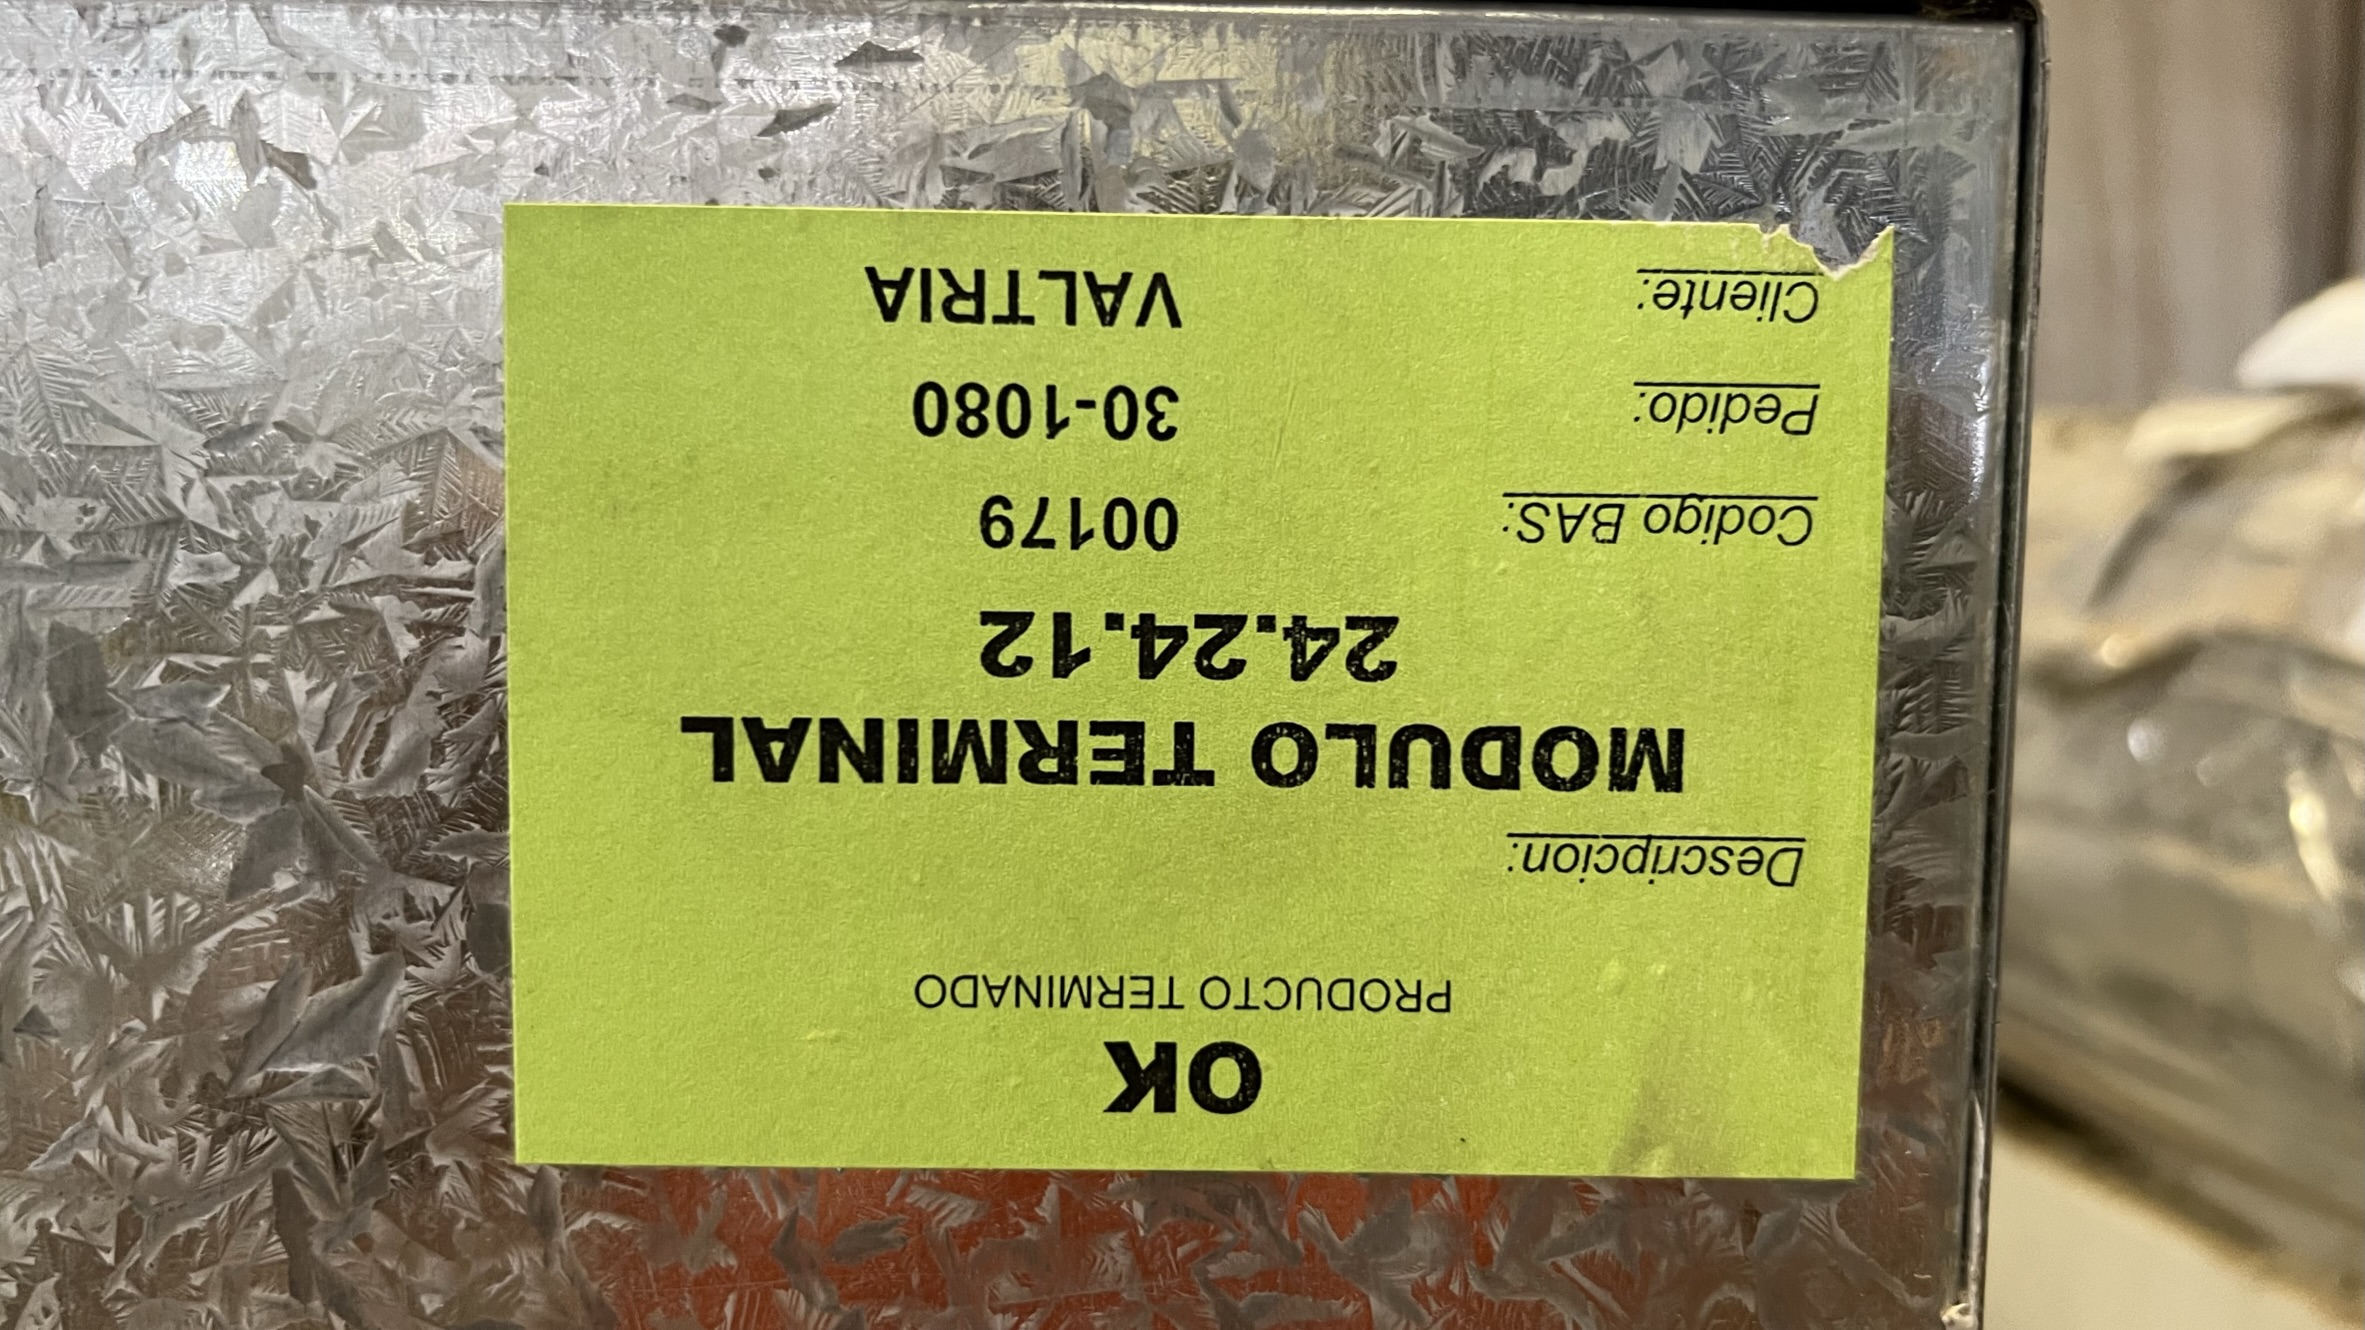 OK
PRODUCTO TERMINADO
Descripcion:
MODULO TERMINAL
24.24.12
Codigo BAS: 00179
Pedido: 30-1080
Cliente: VALTRIA